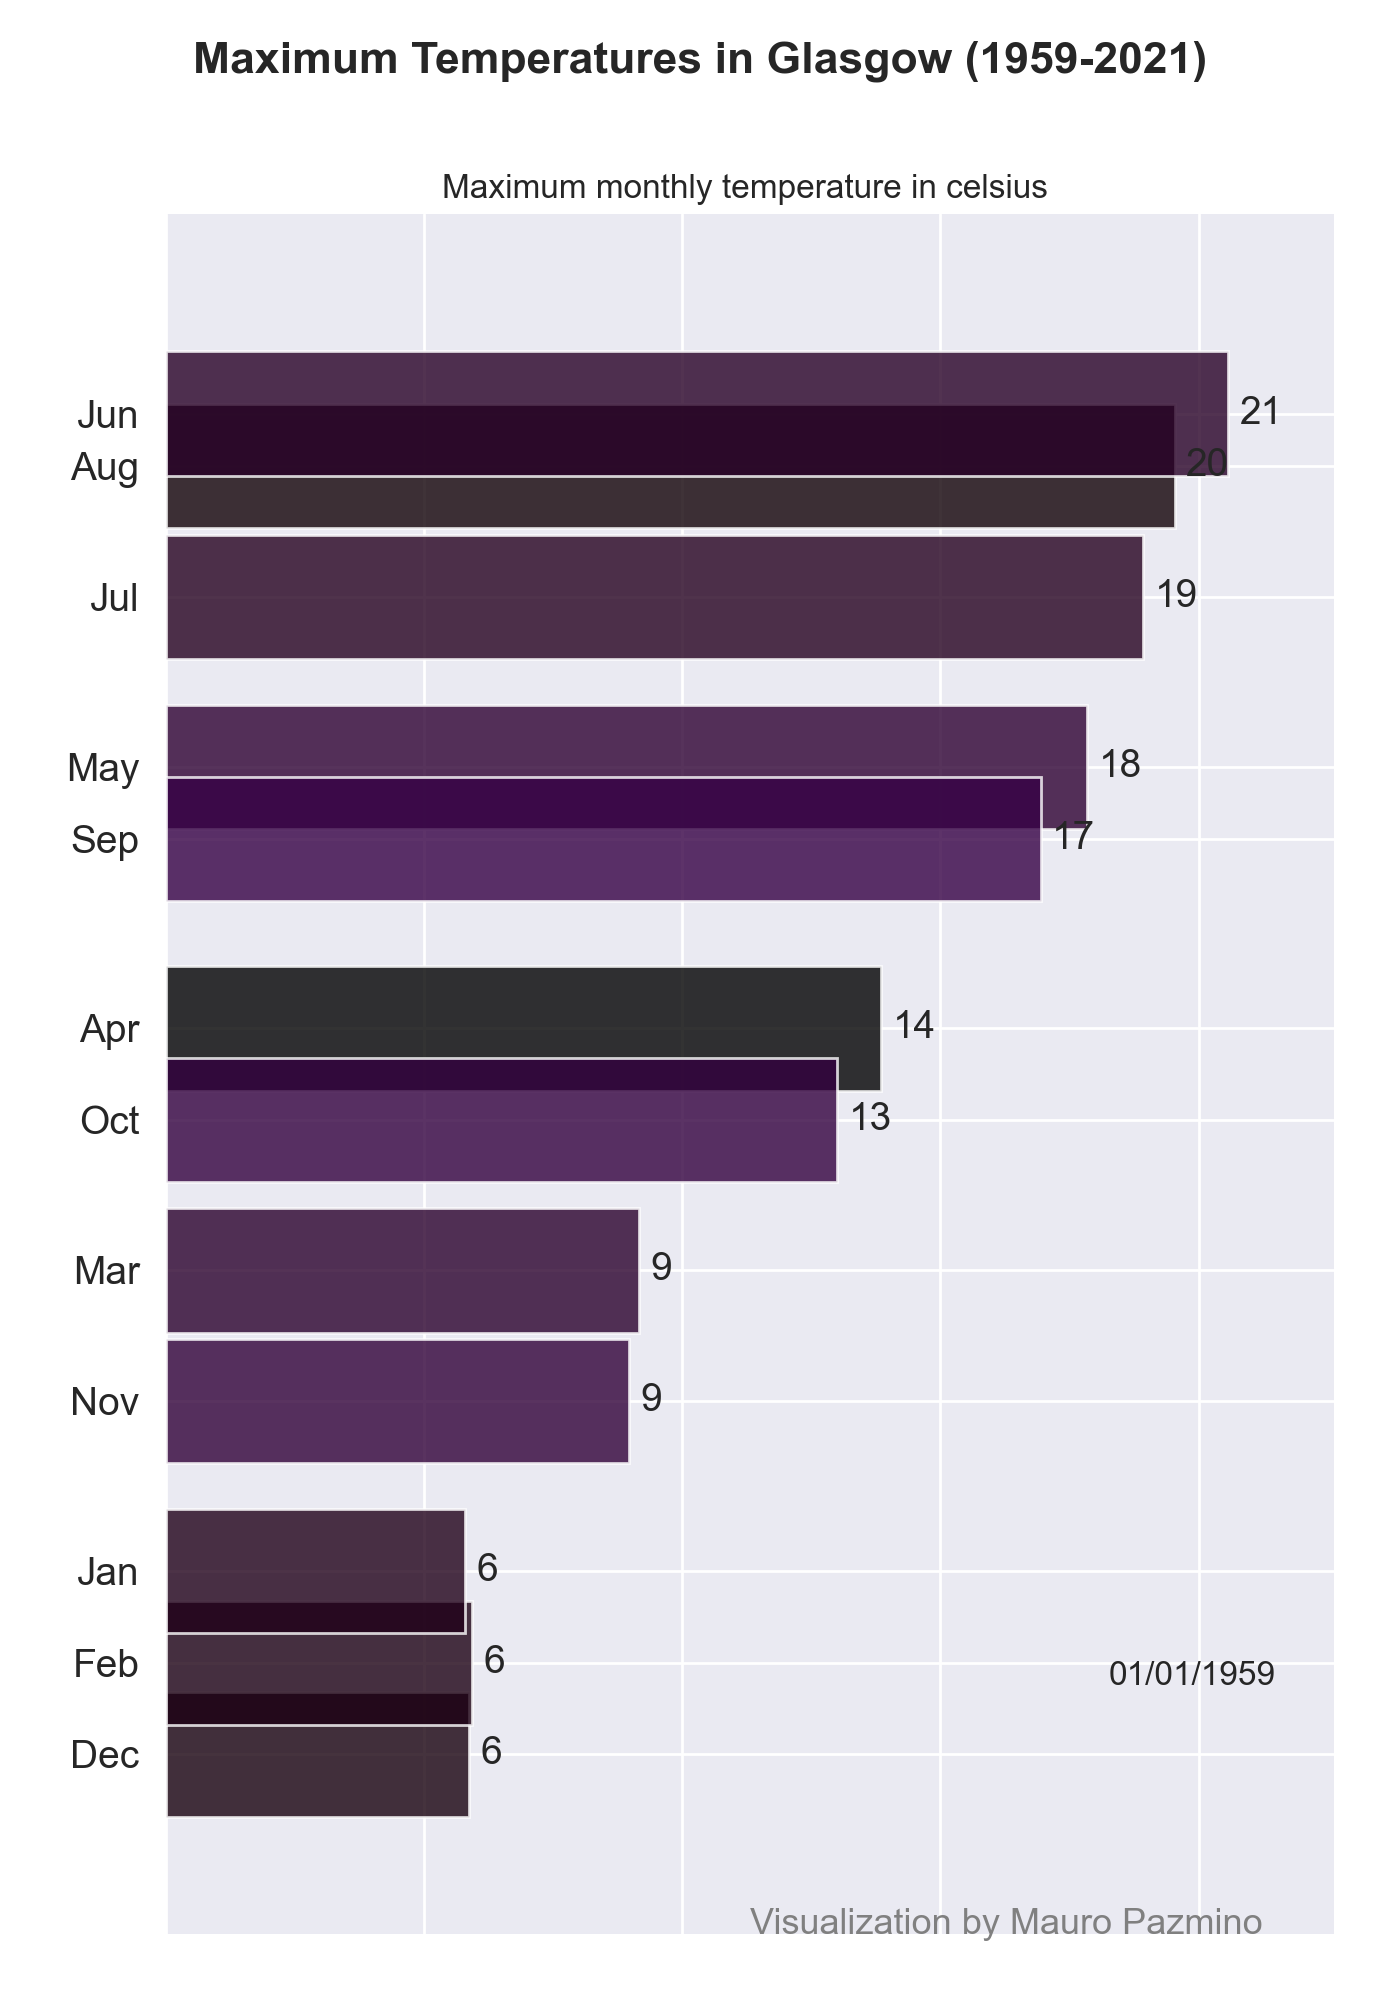 Maximum Temperatures in Glasgow (1959-2021)
Maximum monthly temperature in celsius
Jun 21
Aug 20
Jul 19
May 18
Sep 17
Apr 14
Oct 13
Mar 9
Nov 9
Jan 6
Feb 6
01/01/1959
Dec 6
Visualization by Mauro Pazmino